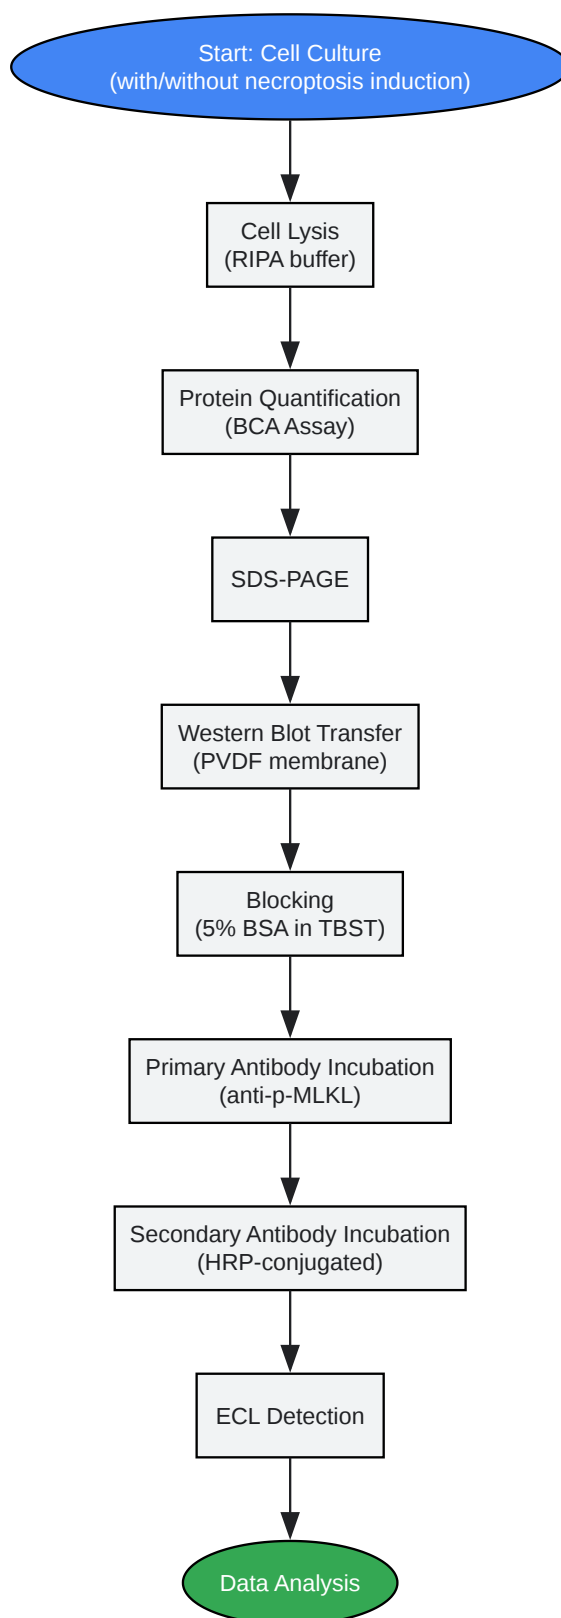 Start: Cell Culture
(with/without necroptosis induction)
Cell Lysis
(RIPA buffer)
Protein Quantification
(BCA Assay)
SDS-PAGE
Western Blot Transfer
(PVDF membrane)
Blocking
(5% BSA in TBST)
Primary Antibody Incubation
(anti-p-MLKL)
Secondary Antibody Incubation
(HRP-conjugated)
ECL Detection
Data Analysis